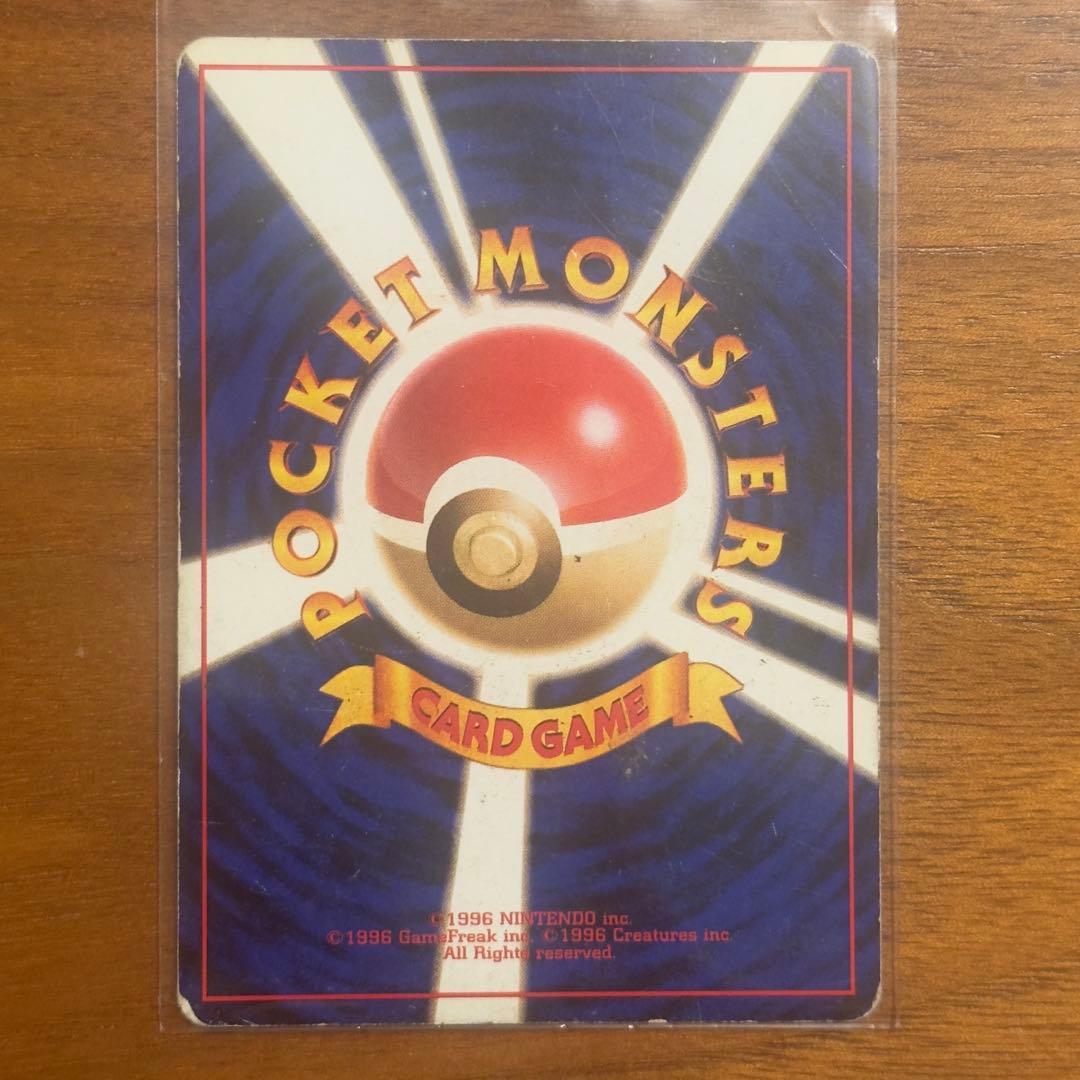 POCKET MONSTERS
CARD GAME
©1996 NINTENDO inc.
©1996 GameFreak inc. ©1996 Creatures inc.
All Rights reserved.